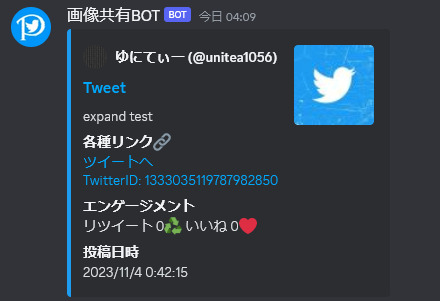 画像共有BOT BOT 今日 04:09
ゆにてぃー (@unitea1056)
Tweet
expand test
各種リンク🔗
ツイートへ
TwitterID: 1333035119787982850
エンゲージメント
リツイート 0♻️ いいね 0❤️
投稿日時
2023/11/4 0:42:15